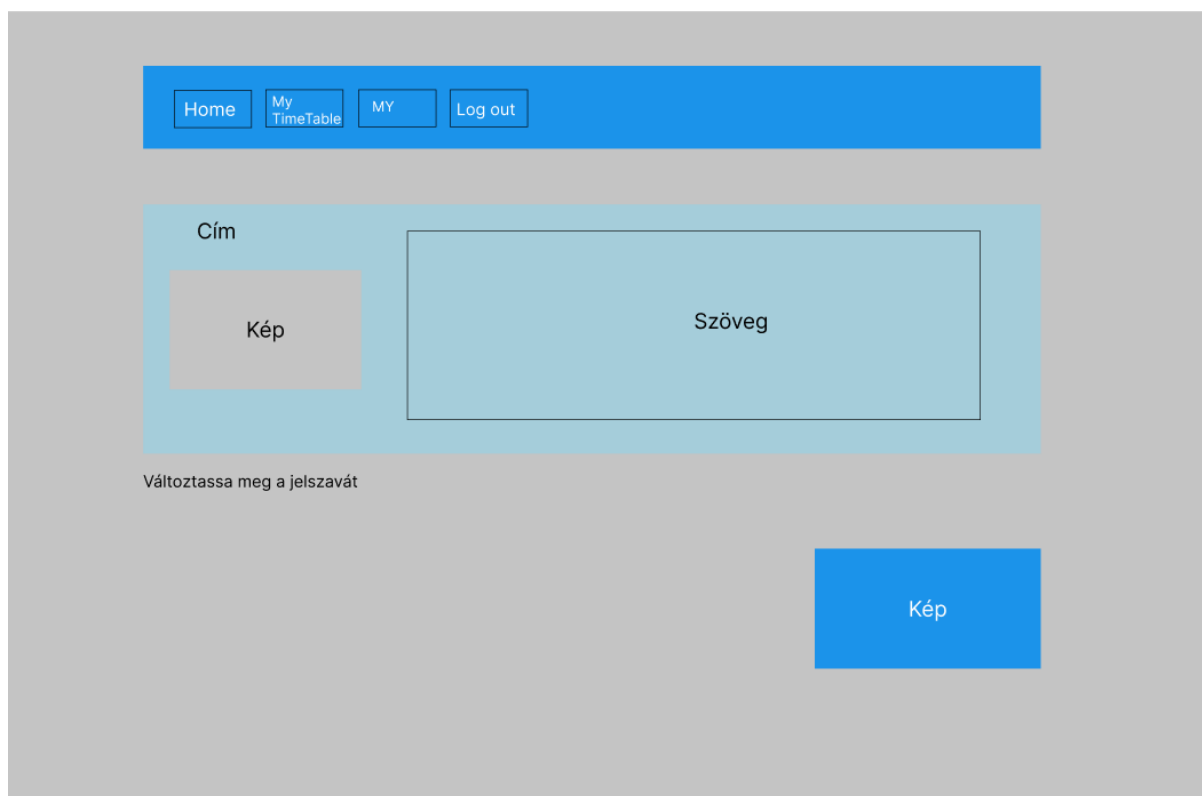 Home
My
TimeTable
MY
Log out
Cím
Kép
Szöveg
Változtassa meg a jelszavát
Kép